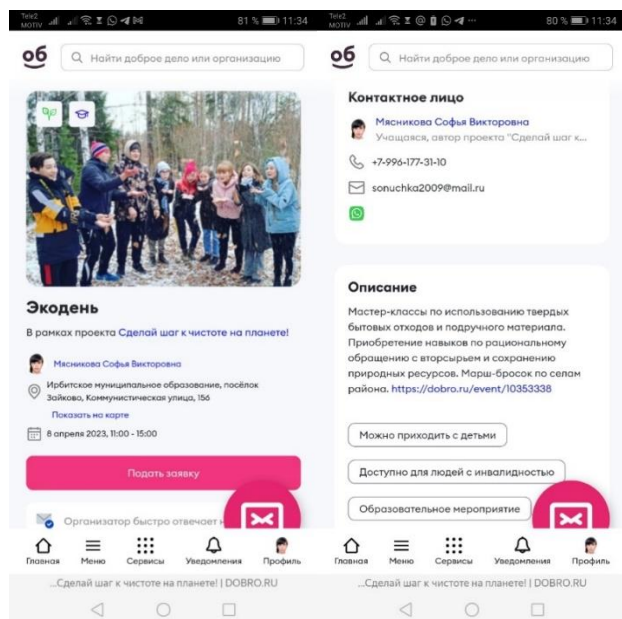 Tele2
MOTIV
81 % 11:34
об
Найти доброе дело или организацию
Экодень
В рамках проекта Сделай шаг к чистоте на планете!
Мясникова Софья Викторовна
Ирбитское муниципальное образование, посёлок
Зайково, Коммунистическая улица, 156
Показать на карте
8 апреля 2023, 11:00 - 15:00
Подать заявку
Организатор быстро отвечает н
Главная Меню Сервисы Уведомления Профиль
...Сделай шаг к чистоте на планете! | DOBRO.RU
Tele2
MOTIV
80 % 11:34
об
Найти доброе дело или организацию
Контактное лицо
Мясникова Софья Викторовна
Учащаяся, автор проекта "Сделай шаг к...
+7-996-177-31-10
sonuchka2009@mail.ru
Описание
Мастер-классы по использованию твердых
бытовых отходов и подручного материала.
Приобретение навыков по рациональному
обращению с вторсырьем и сохранению
природных ресурсов. Марш-бросок по селам
района. https://dobro.ru/event/10353338
Можно приходить с детьми
Доступно для людей с инвалидностью
Образовательное мероприятие
Главная Меню Сервисы Уведомления Профиль
...Сделай шаг к чистоте на планете! | DOBRO.RU